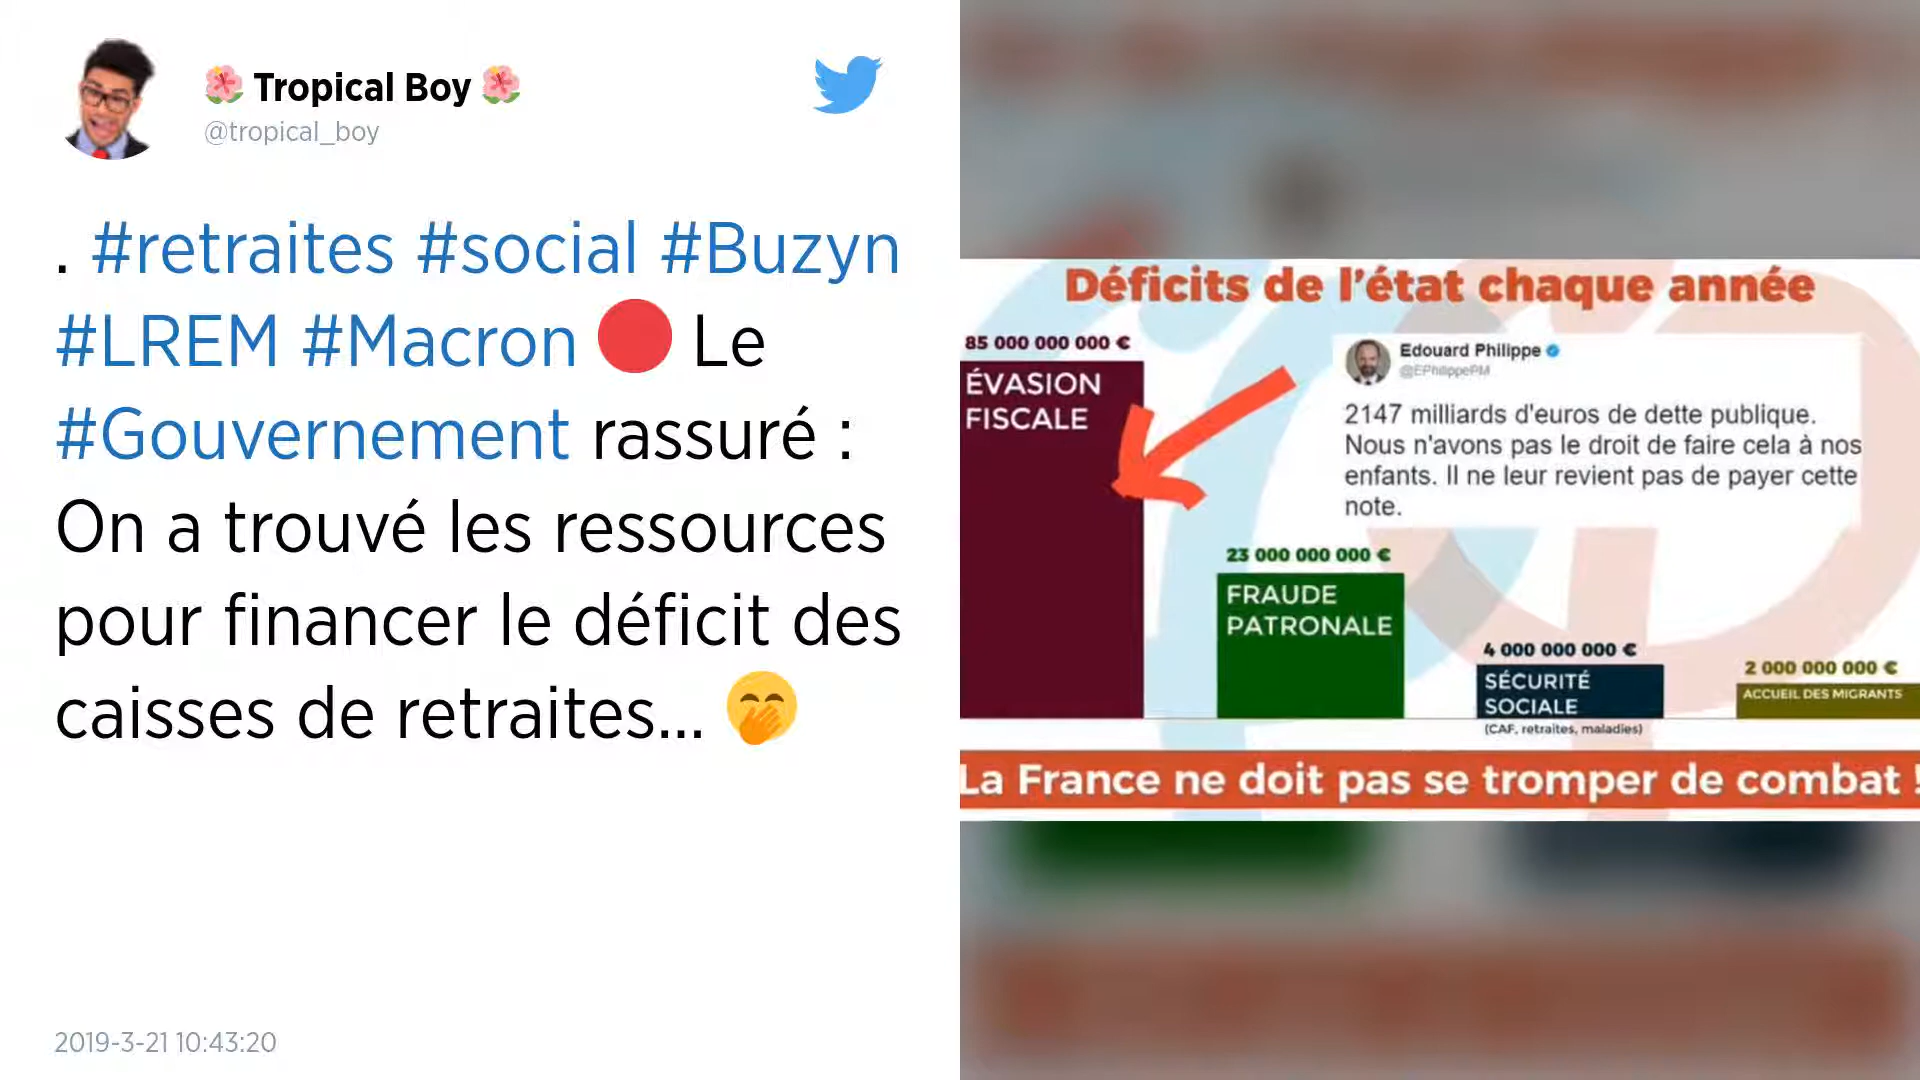 🌺 Tropical Boy 🌺
@tropical_boy
. #retraites #social #Buzyn
#LREM #Macron 🔴 Le
#Gouvernement rassuré :
On a trouvé les ressources
pour financer le déficit des
caisses de retraites... 🤭
2019-3-21 10:43:20
Déficits de l'état chaque année
85 000 000 000 €
ÉVASION
FISCALE
Edouard Philippe
@EPhilippePM
2147 milliards d'euros de dette publique.
Nous n'avons pas le droit de faire cela à nos
enfants. Il ne leur revient pas de payer cette
note.
23 000 000 000 €
FRAUDE
PATRONALE
4 000 000 000 €
SÉCURITÉ
SOCIALE
(CAF, retraites, maladies)
2 000 000 000 €
ACCUEIL DES MIGRANTS
La France ne doit pas se tromper de combat !